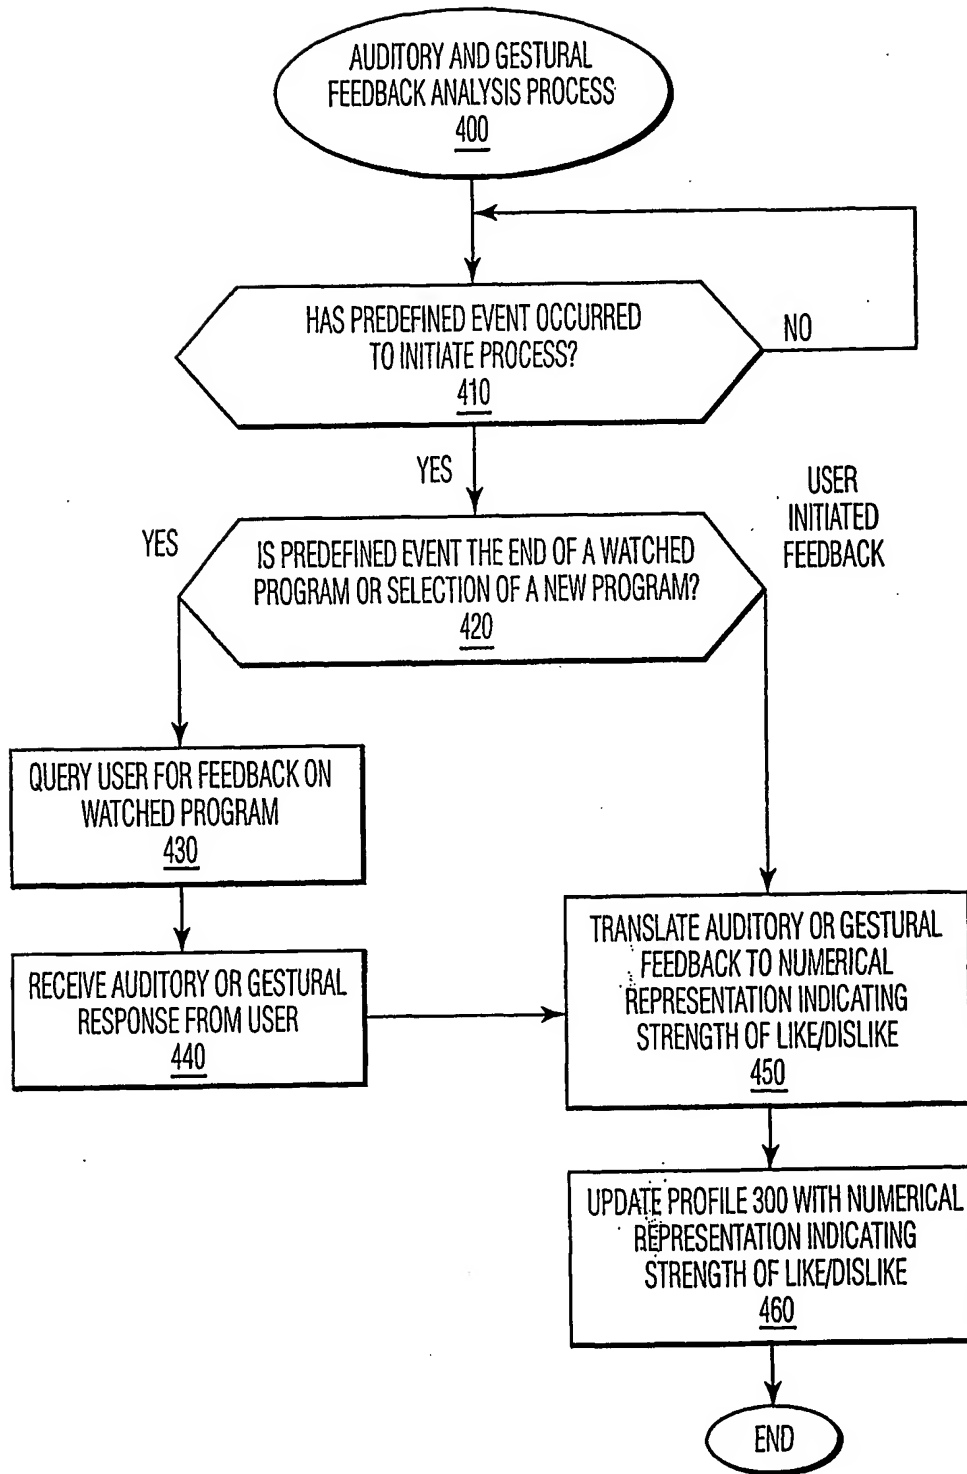 AUDITORY AND GESTURAL
FEEDBACK ANALYSIS PROCESS
400
HAS PREDEFINED EVENT OCCURRED
TO INITIATE PROCESS?
410
NO
YES
USER
INITIATED
FEEDBACK
YES
IS PREDEFINED EVENT THE END OF A WATCHED
PROGRAM OR SELECTION OF A NEW PROGRAM?
420
QUERY USER FOR FEEDBACK ON
WATCHED PROGRAM
430
RECEIVE AUDITORY OR GESTURAL
RESPONSE FROM USER
440
TRANSLATE AUDITORY OR GESTURAL
FEEDBACK TO NUMERICAL
REPRESENTATION INDICATING
STRENGTH OF LIKE/DISLIKE
450
UPDATE PROFILE 300 WITH NUMERICAL
REPRESENTATION INDICATING
STRENGTH OF LIKE/DISLIKE
460
END